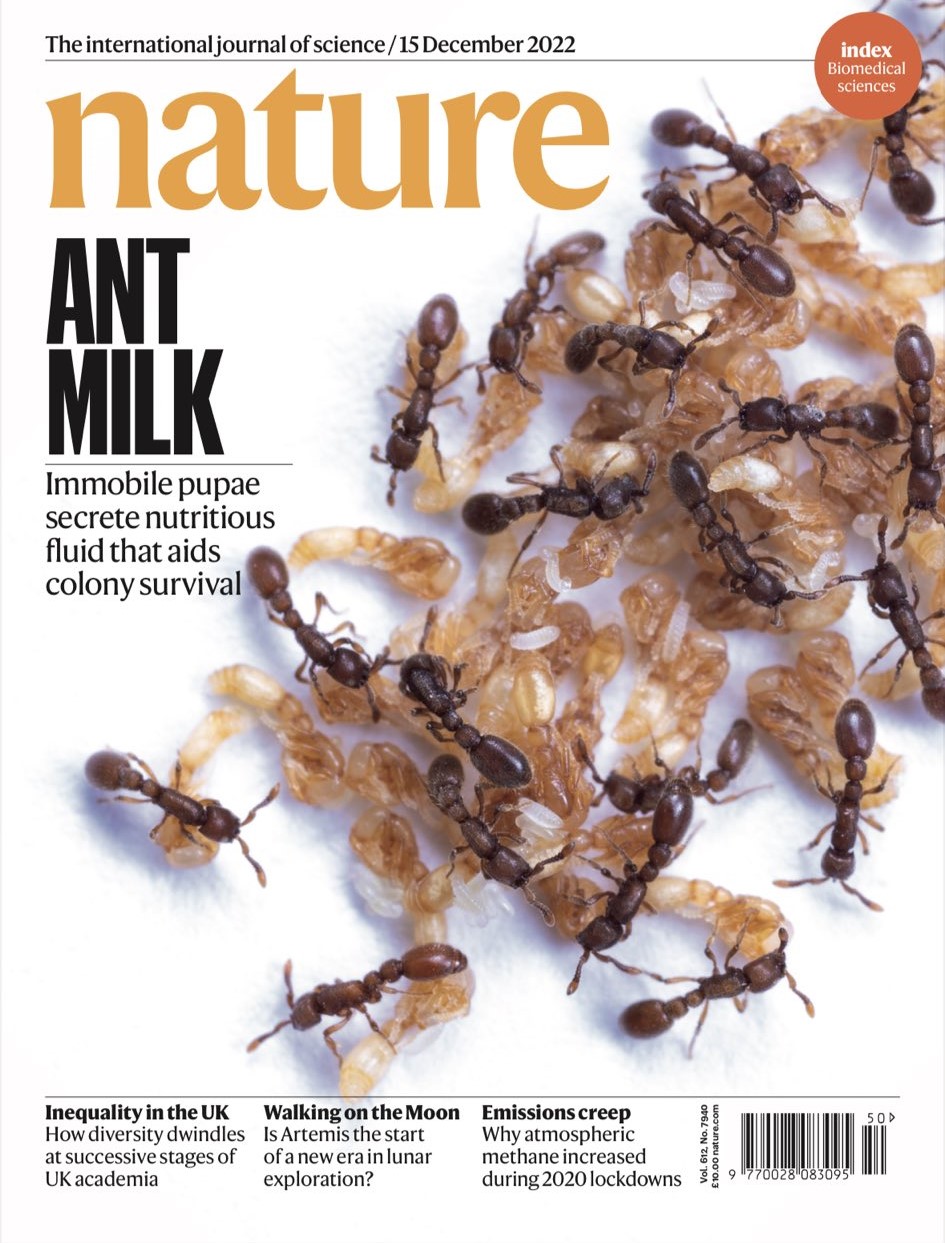 The international journal of science / 15 December 2022
index
Biomedical
sciences
nature
ANT
MILK
Immobile pupae
secrete nutritious
fluid that aids
colony survival
Inequality in the UK
How diversity dwindles
at successive stages of
UK academia
Walking on the Moon
Is Artemis the start
of a new era in lunar
exploration?
Emissions creep
Why atmospheric
methane increased
during 2020 lockdowns
Vol. 612, No. 7940
£10.00 nature.com
50
9 770028 083095